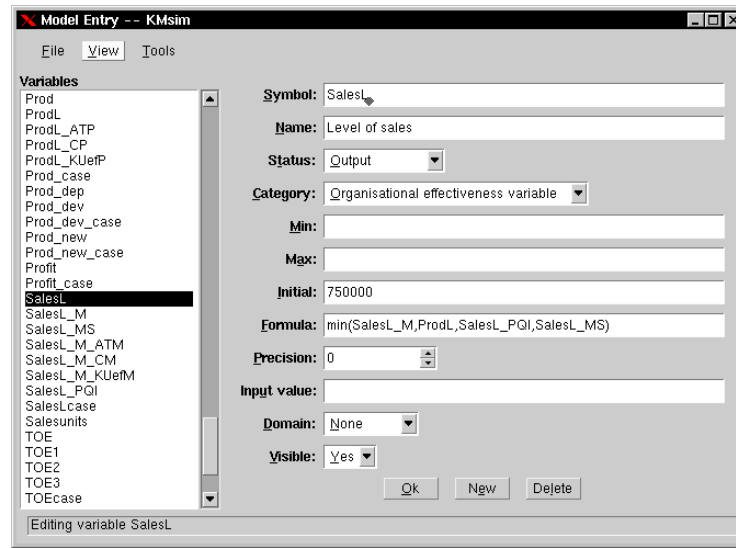 Model Entry -- KMsim
File View Tools
Variables
Prod
ProdL
ProdL_ATP
ProdL_CP
ProdL_KUefP
Prod_case
Prod_dep
Prod_dev
Prod_dev_case
Prod_new
Prod_new_case
Profit
Profit_case
SalesL
SalesL_M
SalesL_MS
SalesL_M_ATM
SalesL_M_CM
SalesL_M_KUefM
SalesL_PQI
SalesLcase
Salesunits
TOE
TOE1
TOE2
TOE3
TOEcase
Symbol: SalesL
Name: Level of sales
Status: Output
Category: Organisational effectiveness variable
Min:
Max:
Initial: 750000
Formula: min(SalesL_M,ProdL,SalesL_PQI,SalesL_MS)
Precision: 0
Input value:
Domain: None
Visible: Yes
Ok New Delete
Editing variable SalesL